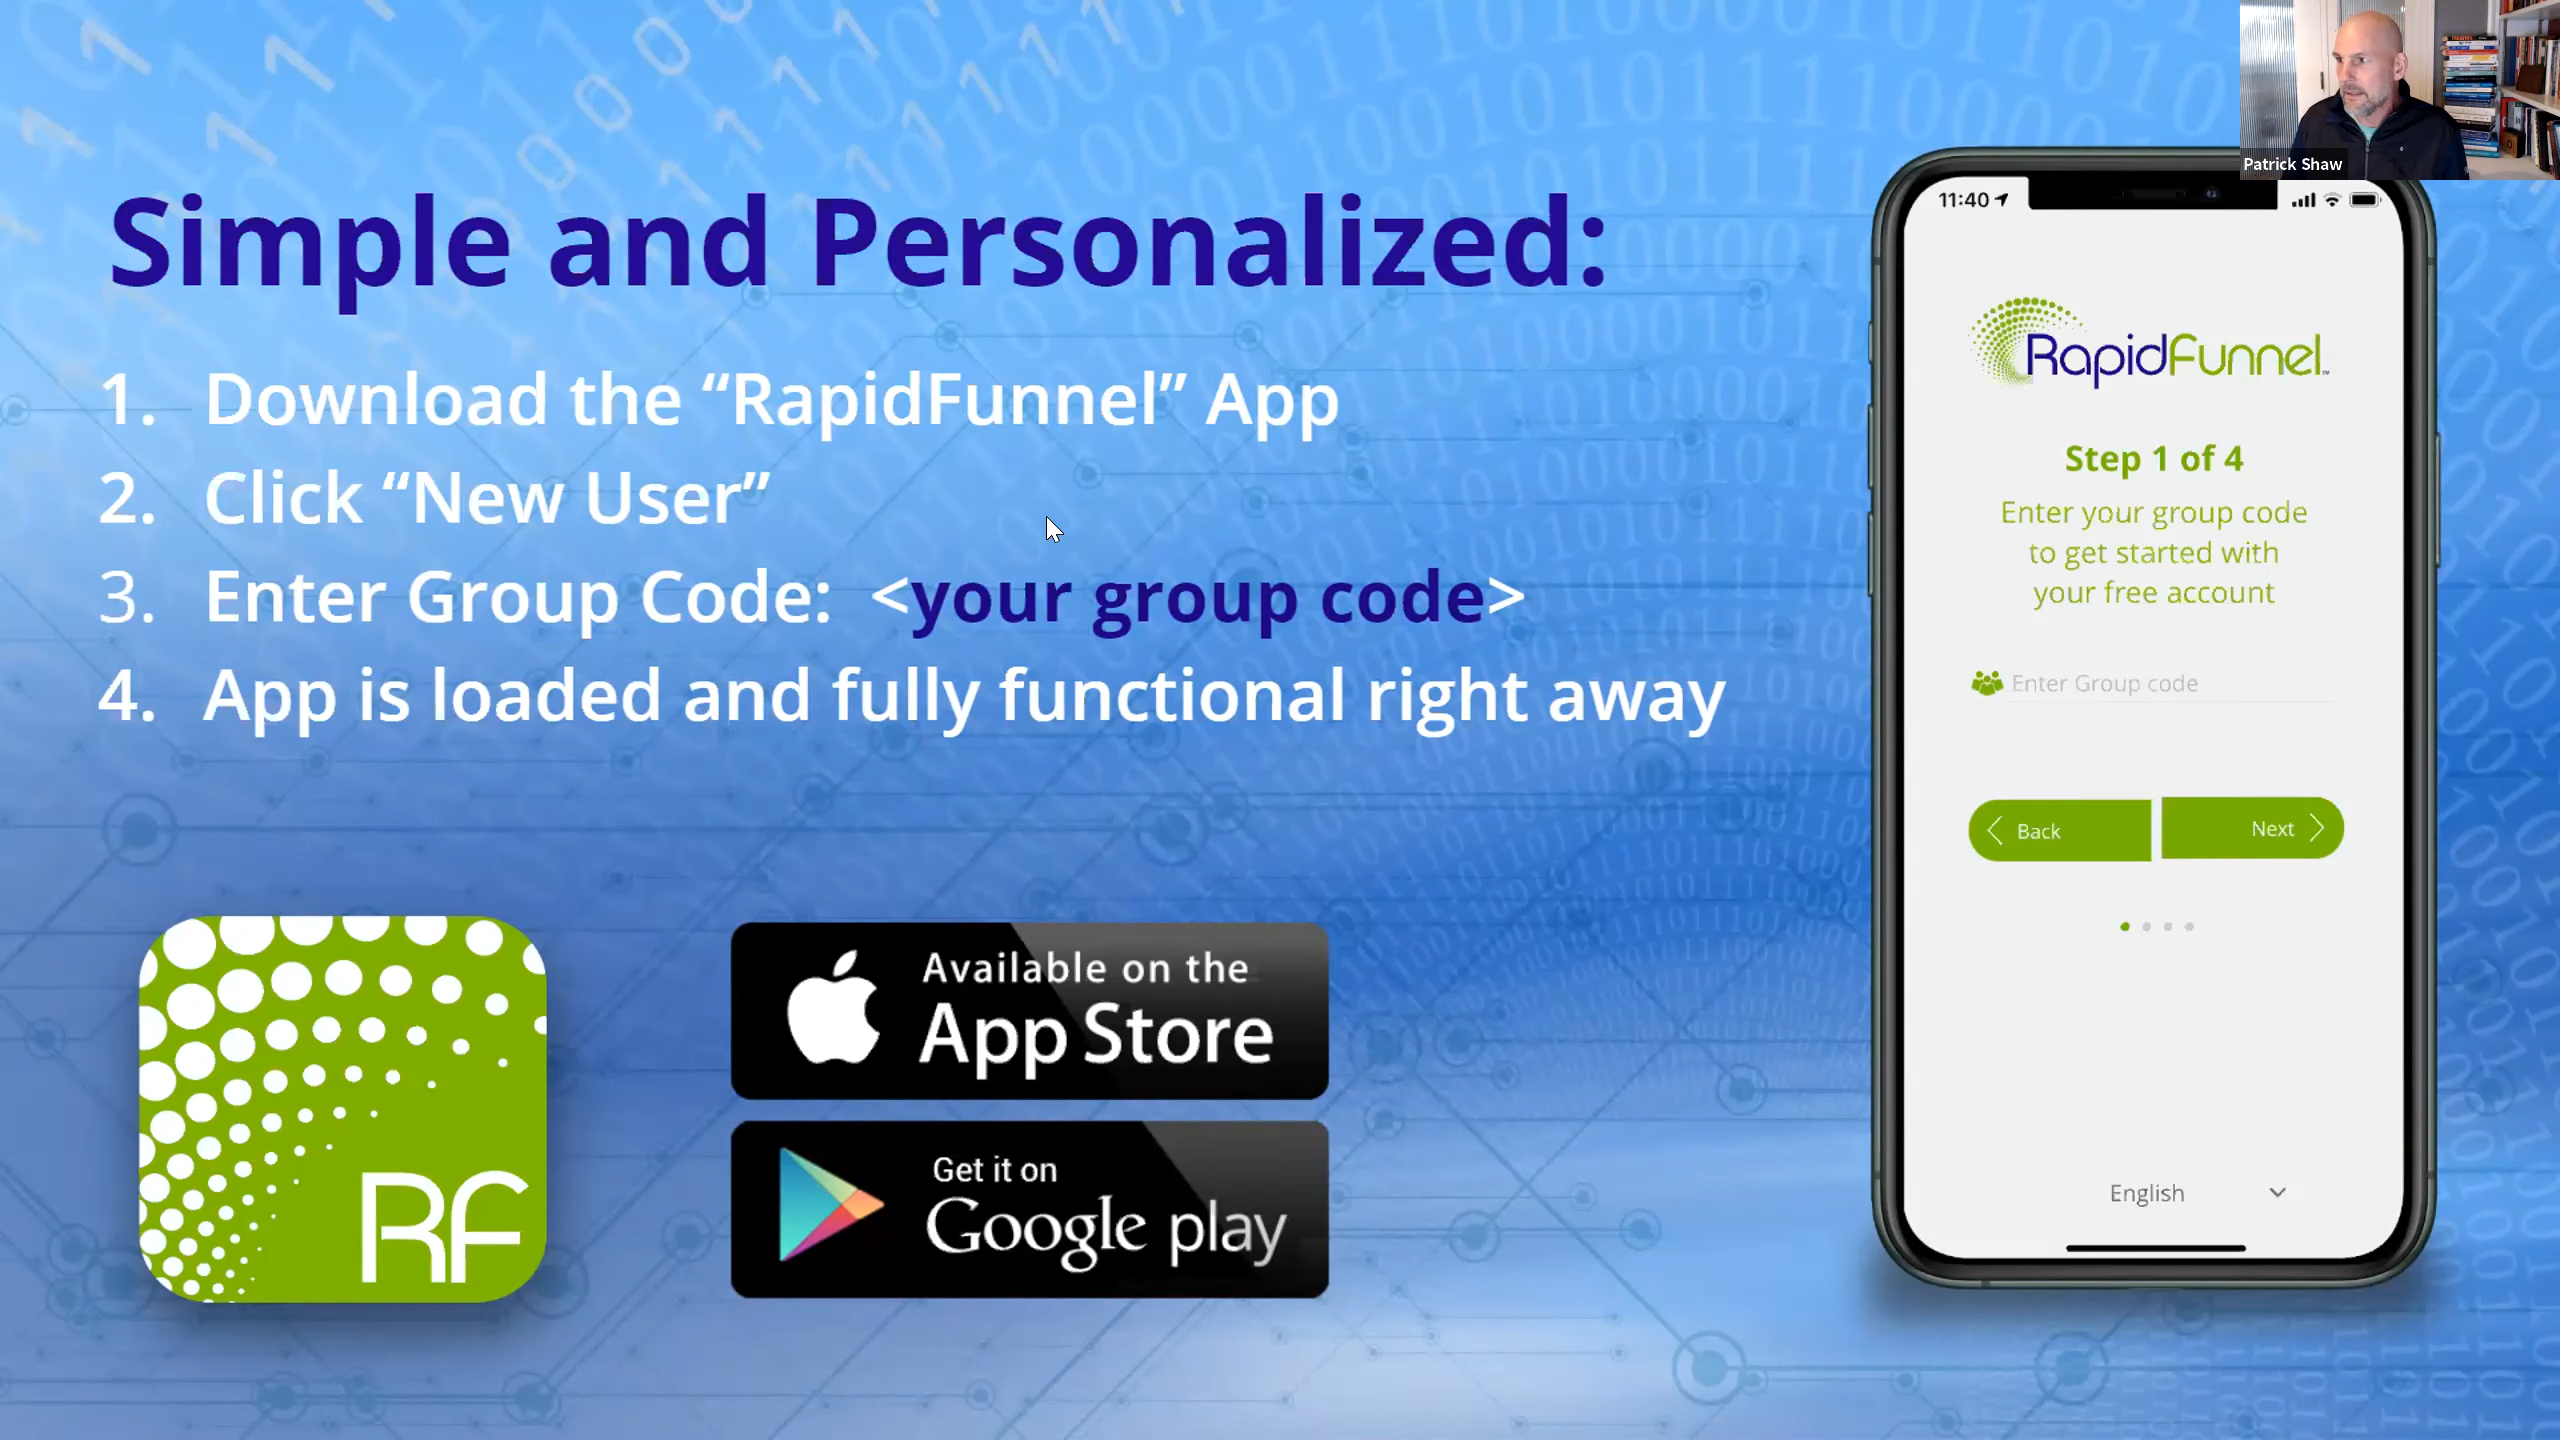 Simple and Personalized:
1. Download the “RapidFunnel” App
2. Click “New User”
3. Enter Group Code: <your group code>
4. App is loaded and fully functional right away
RF
Available on the
App Store
Get it on
Google play
Patrick Shaw
11:40
RapidFunnel™
Step 1 of 4
Enter your group code
to get started with
your free account
Enter Group code
Back
Next
English